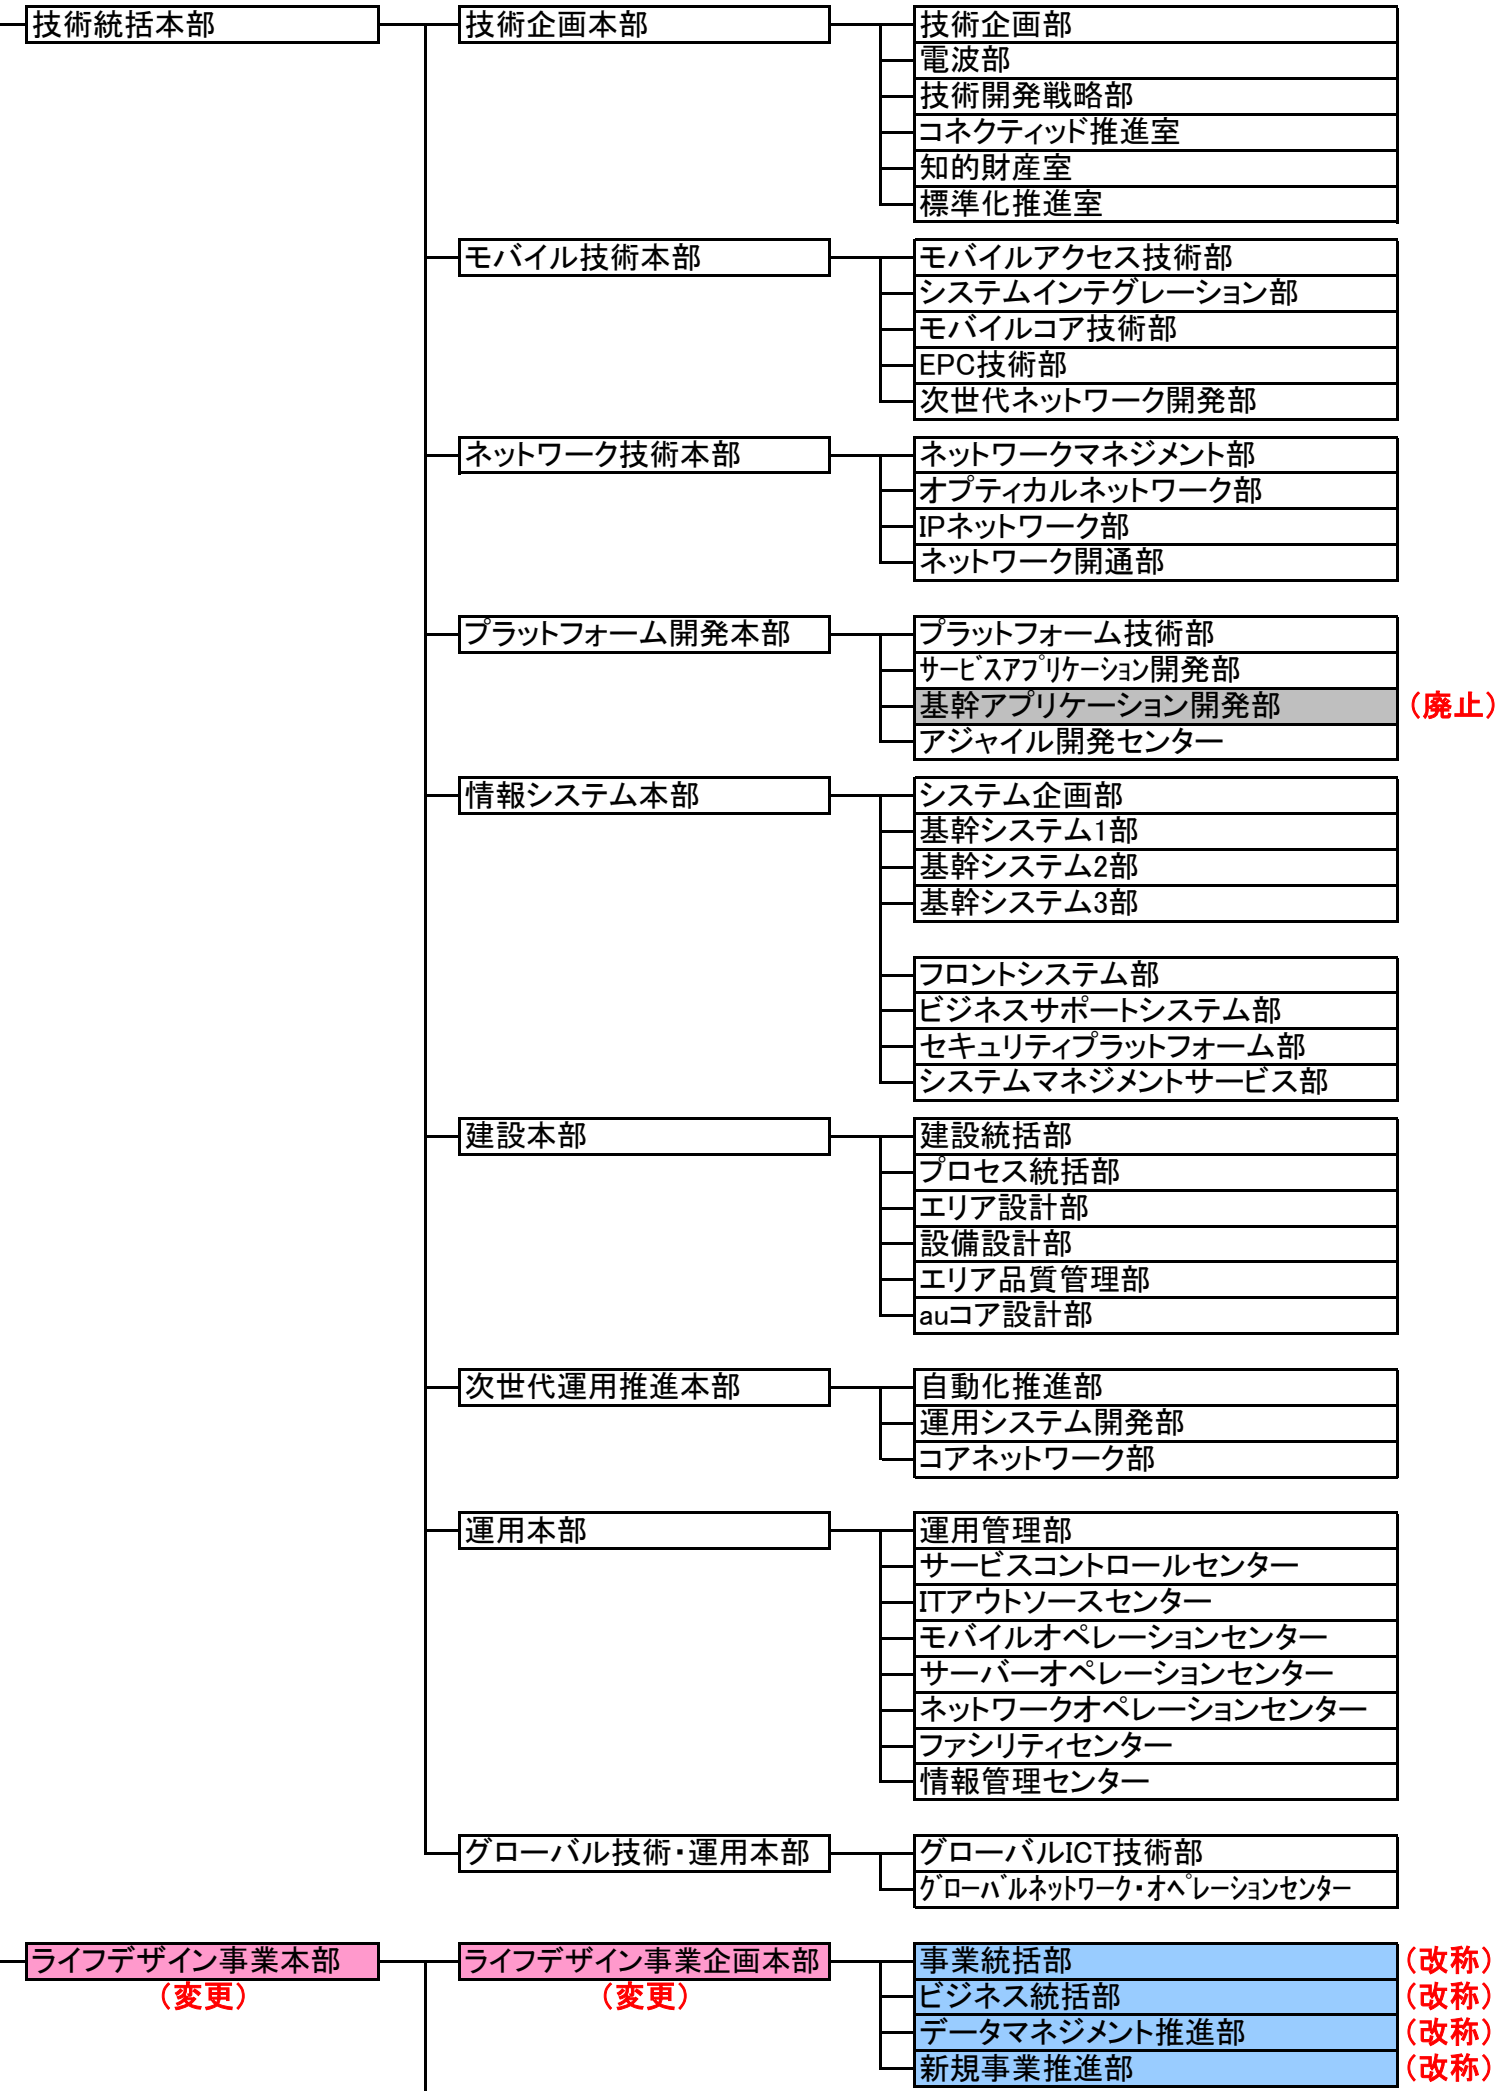 技術統括本部 技術企画本部 技術企画部
電波部
技術開発戦略部
コネクティッド推進室
知的財産室
標準化推進室
モバイル技術本部 モバイルアクセス技術部
システムインテグレーション部
モバイルコア技術部
EPC技術部
次世代ネットワーク開発部
ネットワーク技術本部 ネットワークマネジメント部
オプティカルネットワーク部
IPネットワーク部
ネットワーク開通部
プラットフォーム開発本部 プラットフォーム技術部
サービスアプリケーション開発部
基幹アプリケーション開発部 （廃止）
アジャイル開発センター
情報システム本部 システム企画部
基幹システム1部
基幹システム2部
基幹システム3部
フロントシステム部
ビジネスサポートシステム部
セキュリティプラットフォーム部
システムマネジメントサービス部
建設本部 建設統括部
プロセス統括部
エリア設計部
設備設計部
エリア品質管理部
auコア設計部
次世代運用推進本部 自動化推進部
運用システム開発部
コアネットワーク部
運用本部 運用管理部
サービスコントロールセンター
ITアウトソースセンター
モバイルオペレーションセンター
サーバーオペレーションセンター
ネットワークオペレーションセンター
ファシリティセンター
情報管理センター
グローバル技術・運用本部 グローバルICT技術部
グローバルネットワーク・オペレーションセンター
ライフデザイン事業本部 ライフデザイン事業企画本部 事業統括部 （改称）
（変更） （変更） ビジネス統括部 （改称）
データマネジメント推進部 （改称）
新規事業推進部 （改称）